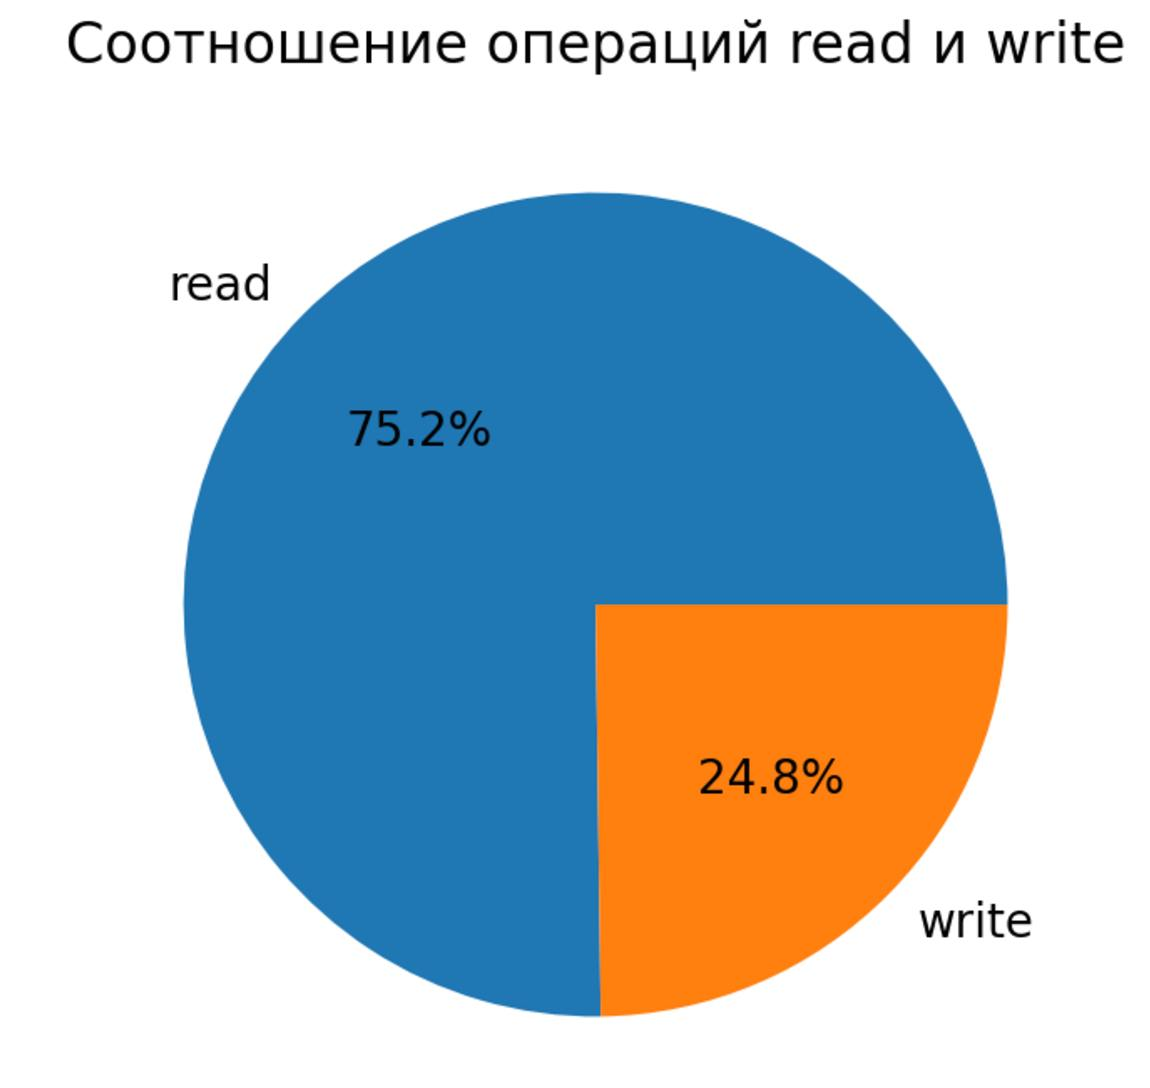 Соотношение операций read и write
read
75.2%
24.8%
write